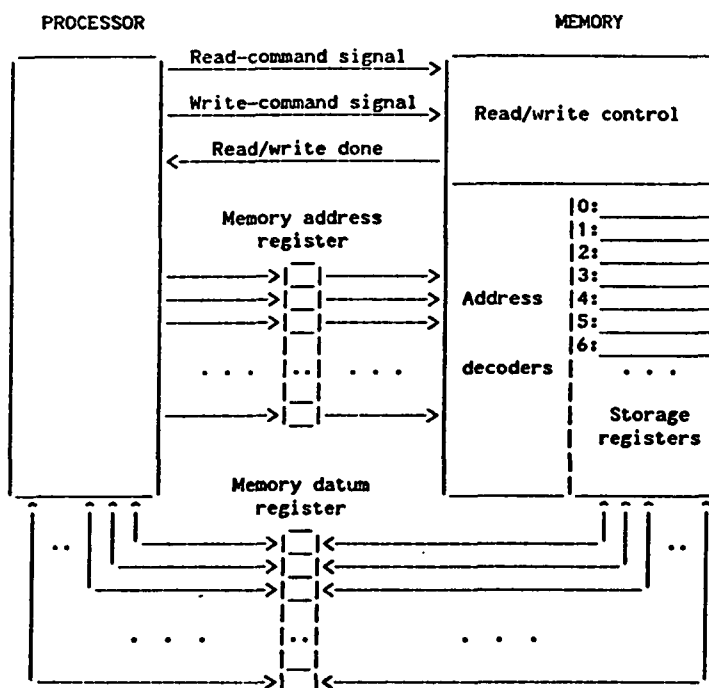 PROCESSOR MEMORY
Read-command signal
Write-command signal
Read/write control
Read/write done
Memory address
register
0:
1:
2:
3:
Address
4:
5:
6:
decoders
Storage
registers
Memory datum
register